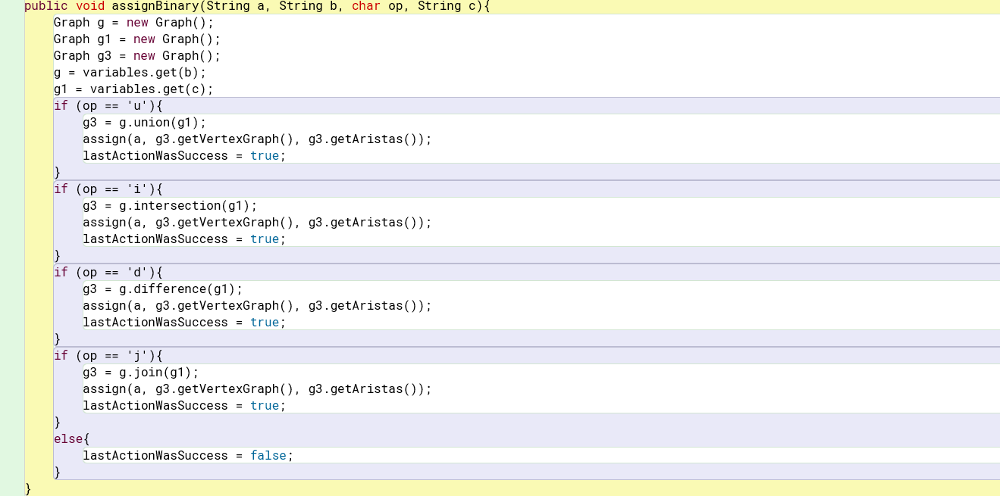 public void assignBinary(String a, String b, char op, String c){
Graph g = new Graph();
Graph g1 = new Graph();
Graph g3 = new Graph();
g = variables.get(b);
g1 = variables.get(c);
if (op == 'u'){
g3 = g.union(g1);
assign(a, g3.getVertexGraph(), g3.getAristas());
lastActionWasSuccess = true;
}
if (op == 'i'){
g3 = g.intersection(g1);
assign(a, g3.getVertexGraph(), g3.getAristas());
lastActionWasSuccess = true;
}
if (op == 'd'){
g3 = g.difference(g1);
assign(a, g3.getVertexGraph(), g3.getAristas());
lastActionWasSuccess = true;
}
if (op == 'j'){
g3 = g.join(g1);
assign(a, g3.getVertexGraph(), g3.getAristas());
lastActionWasSuccess = true;
}
else{
lastActionWasSuccess = false;
}
}